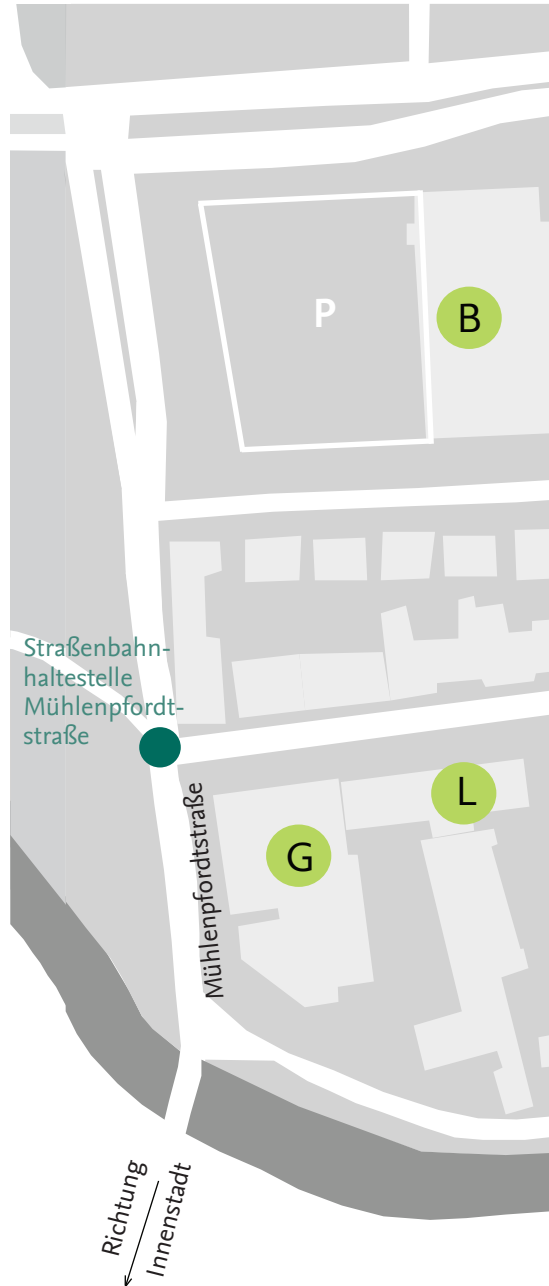 P
B
Straßenbahn-
haltestelle
Mühlenpfordt-
straße
L
G
Mühlenpfordtstraße
Richtung
Innenstadt